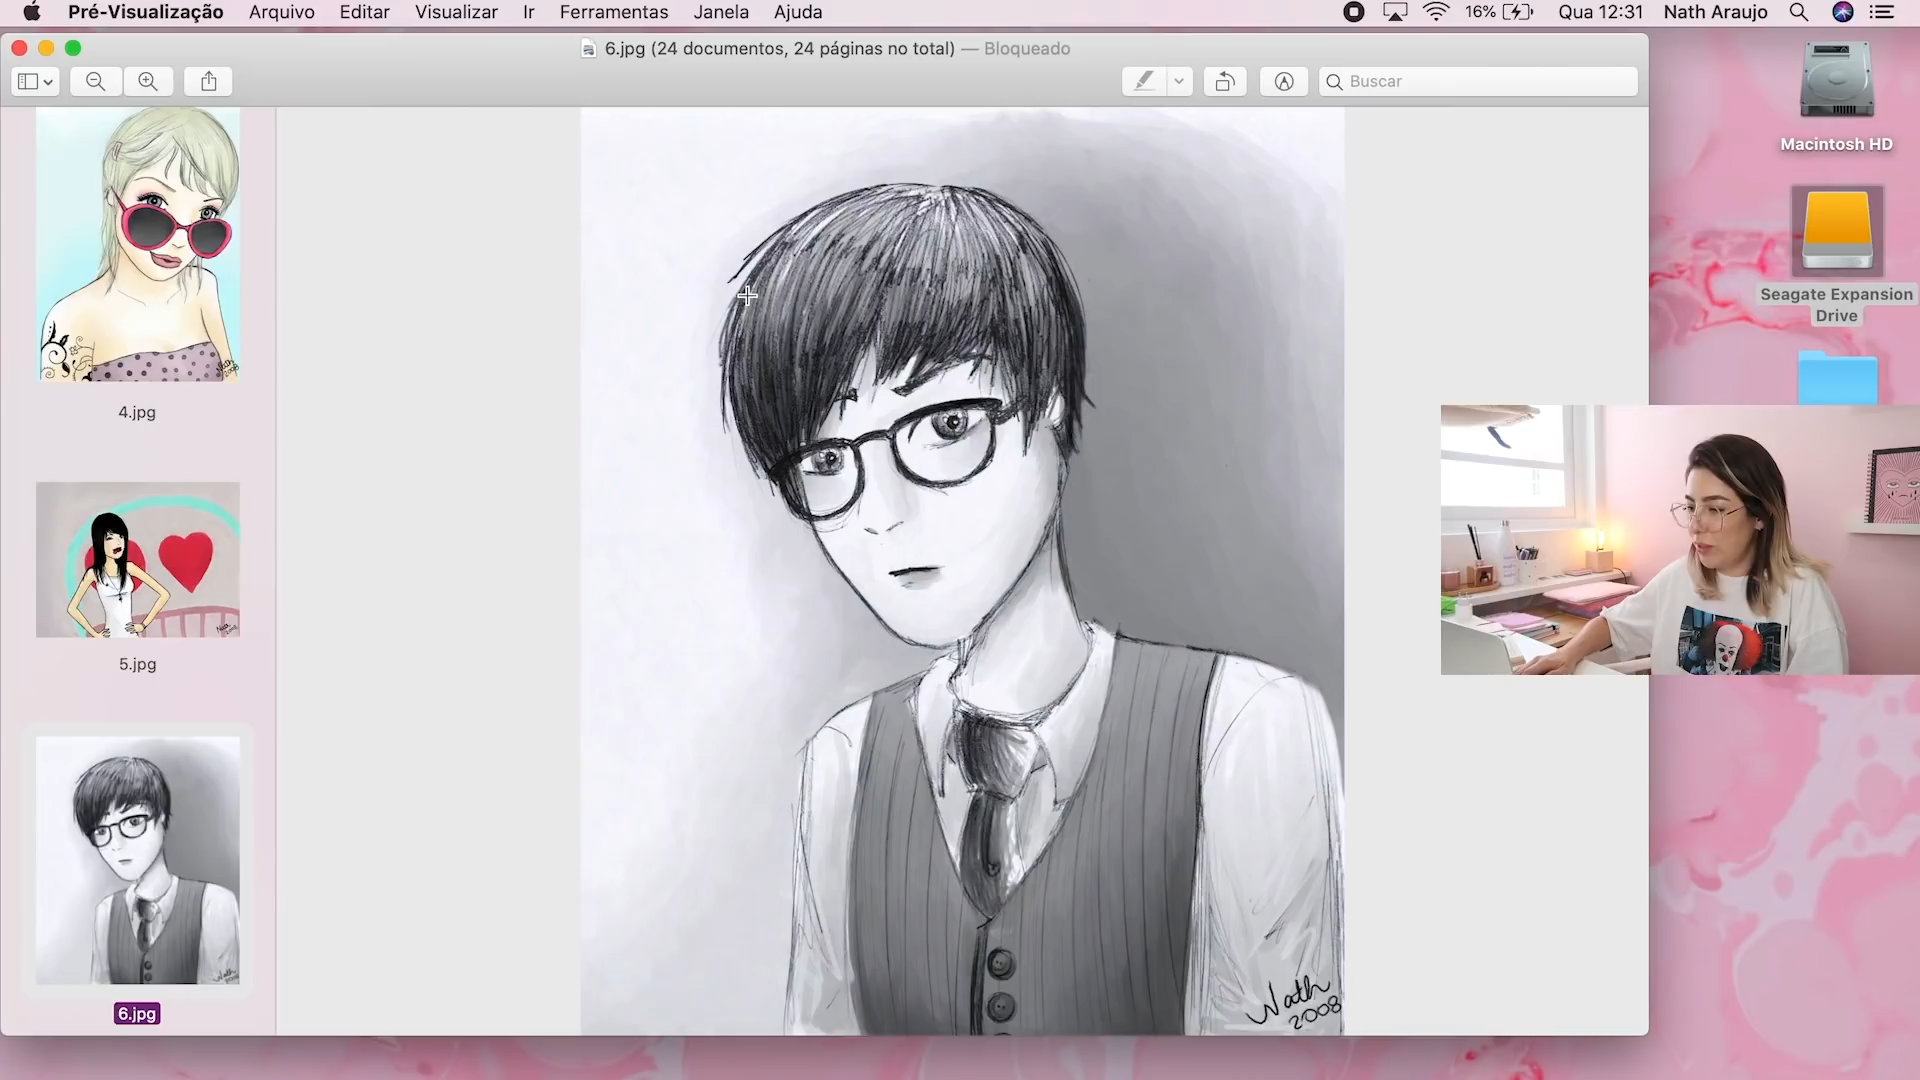 Pré-Visualização Arquivo Editar Visualizar Ir Ferramentas Janela Ajuda 16% Qua 12:31 Nath Araujo
6.jpg (24 documentos, 24 páginas no total) — Bloqueado
Buscar
Macintosh HD
Seagate Expansion
Drive
4.jpg
5.jpg
6.jpg
Nath
2008